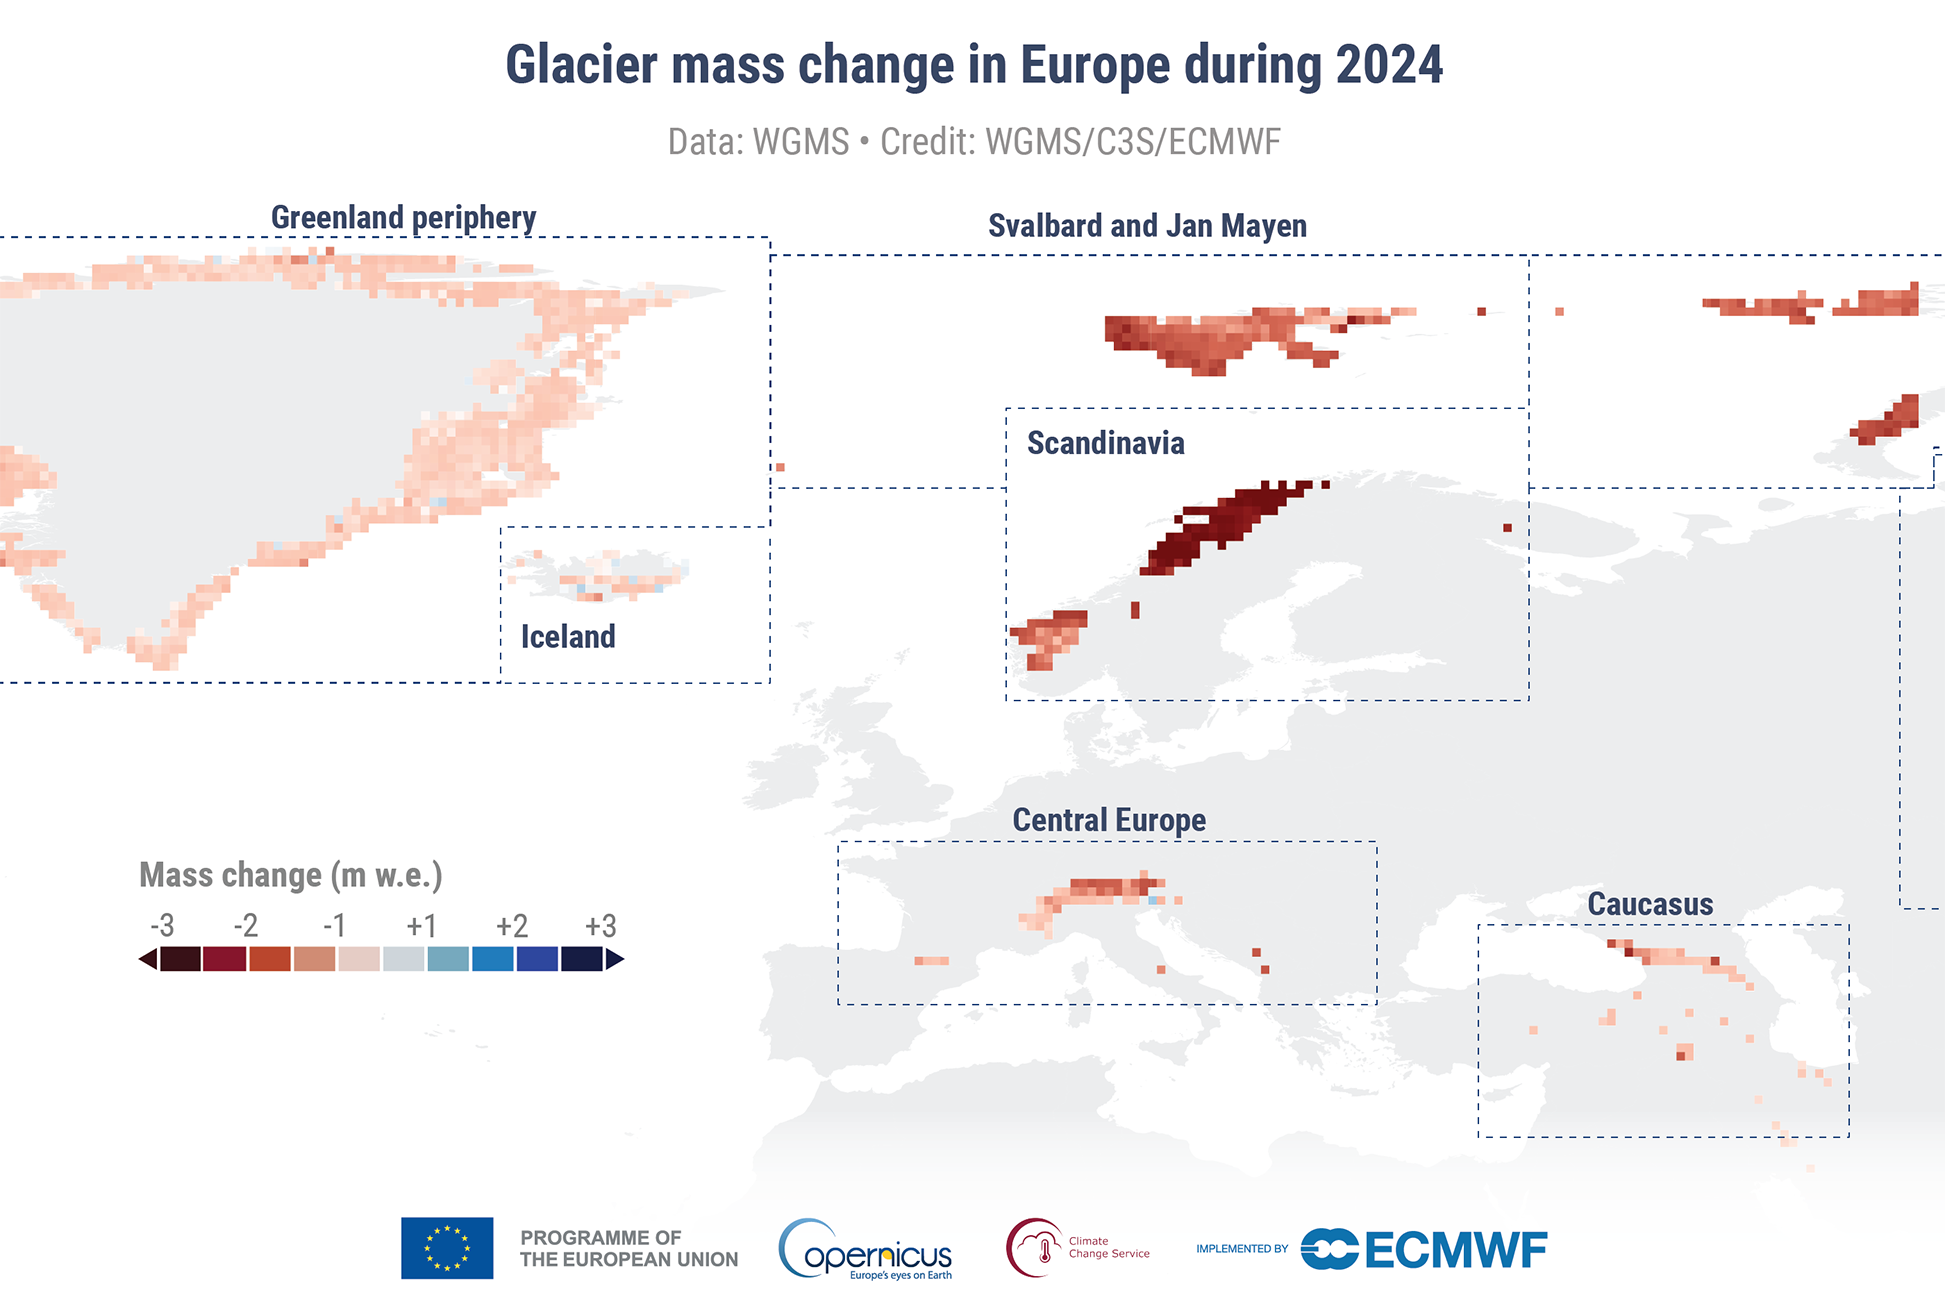 Glacier mass change in Europe during 2024
Data: WGMS • Credit: WGMS/C3S/ECMWF
Greenland periphery
Svalbard and Jan Mayen
Scandinavia
Iceland
Central Europe
Caucasus
Mass change (m w.e.)
-3 -2 -1 +1 +2 +3
PROGRAMME OF
THE EUROPEAN UNION
Copernicus
Europe's eyes on Earth
Climate
Change Service
IMPLEMENTED BY
ECMWF